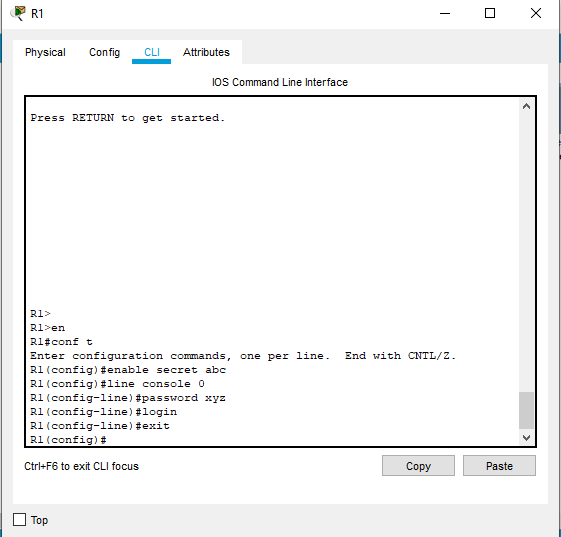 R1
Physical Config CLI Attributes
IOS Command Line Interface
Press RETURN to get started.
R1>
R1>en
R1#conf t
Enter configuration commands, one per line.  End with CNTL/Z.
R1(config)#enable secret abc
R1(config)#line console 0
R1(config-line)#password xyz
R1(config-line)#login
R1(config-line)#exit
R1(config)#
Ctrl+F6 to exit CLI focus Copy Paste
Top